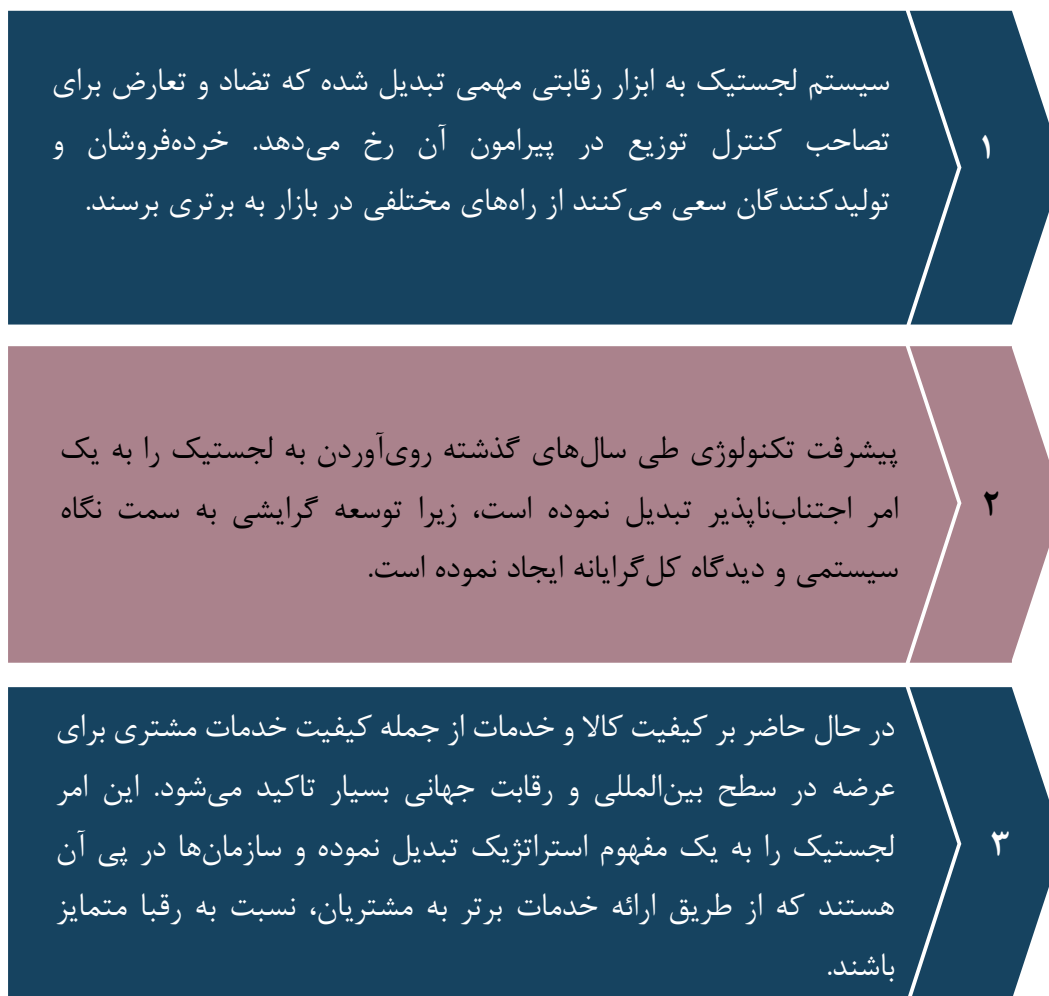 ۱
سیستم لجستیک به ابزار رقابتی مهمی تبدیل شده که تضاد و تعارض برای
تصاحب کنترل توزیع در پیرامون آن رخ می‌دهد. خرده‌فروشان و
تولیدکنندگان سعی می‌کنند از راه‌های مختلفی در بازار به برتری برسند.
۲
پیشرفت تکنولوژی طی سال‌های گذشته روی‌آوردن به لجستیک را به یک
امر اجتناب‌ناپذیر تبدیل نموده است، زیرا توسعه گرایشی به سمت نگاه
سیستمی و دیدگاه کل‌گرایانه ایجاد نموده است.
۳
در حال حاضر بر کیفیت کالا و خدمات از جمله کیفیت خدمات مشتری برای
عرضه در سطح بین‌المللی و رقابت جهانی بسیار تاکید می‌شود. این امر
لجستیک را به یک مفهوم استراتژیک تبدیل نموده و سازمان‌ها در پی آن
هستند که از طریق ارائه خدمات برتر به مشتریان، نسبت به رقبا متمایز
باشند.